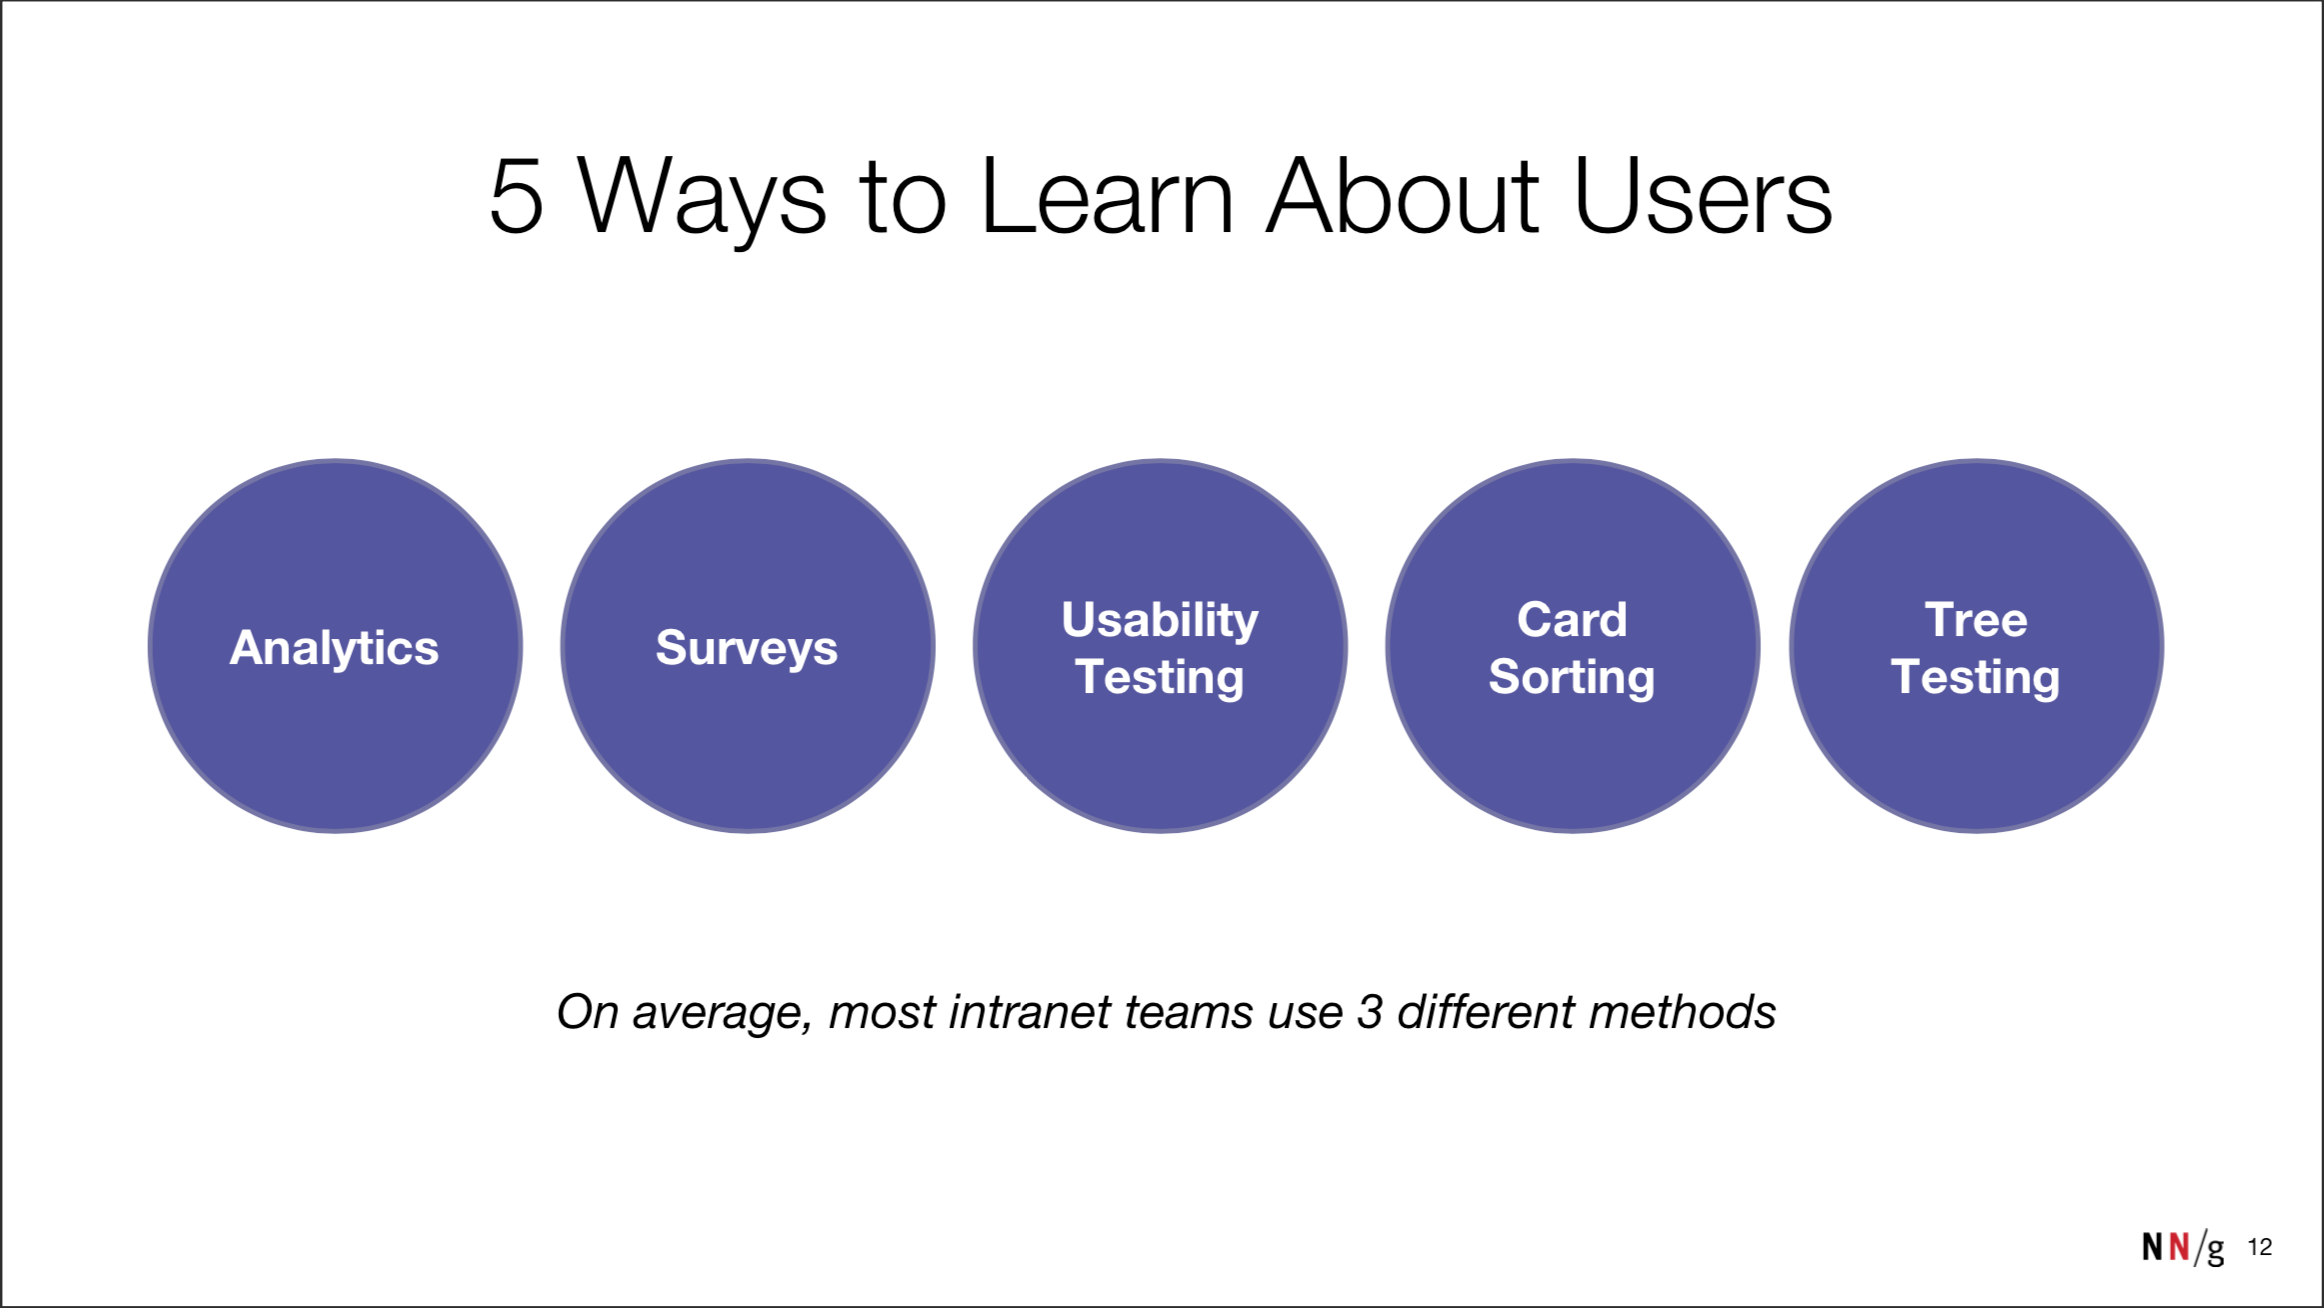 5 Ways to Learn About Users
Analytics
Surveys
Usability
Testing
Card
Sorting
Tree
Testing
On average, most intranet teams use 3 different methods
NN/g 12